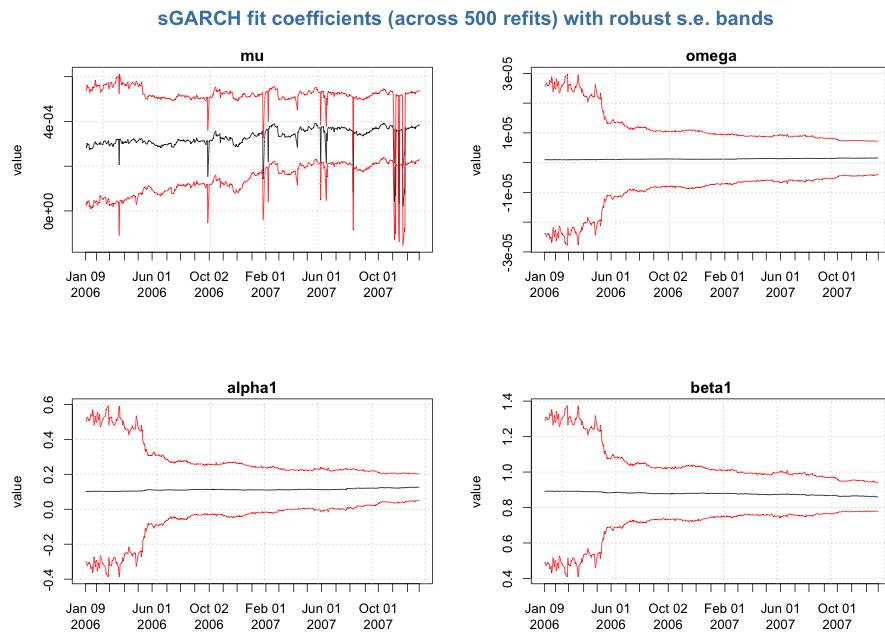 sGARCH fit coefficients (across 500 refits) with robust s.e. bands
mu
value
4e-04
0e+00
Jan 09 2006
Jun 01 2006
Oct 02 2006
Feb 01 2007
Jun 01 2007
Oct 01 2007
omega
value
3e-05
1e-05
-1e-05
-3e-05
Jan 09 2006
Jun 01 2006
Oct 02 2006
Feb 01 2007
Jun 01 2007
Oct 01 2007
alpha1
value
0.6
0.4
0.2
0.0
-0.2
-0.4
Jan 09 2006
Jun 01 2006
Oct 02 2006
Feb 01 2007
Jun 01 2007
Oct 01 2007
beta1
value
1.4
1.2
1.0
0.8
0.6
0.4
Jan 09 2006
Jun 01 2006
Oct 02 2006
Feb 01 2007
Jun 01 2007
Oct 01 2007